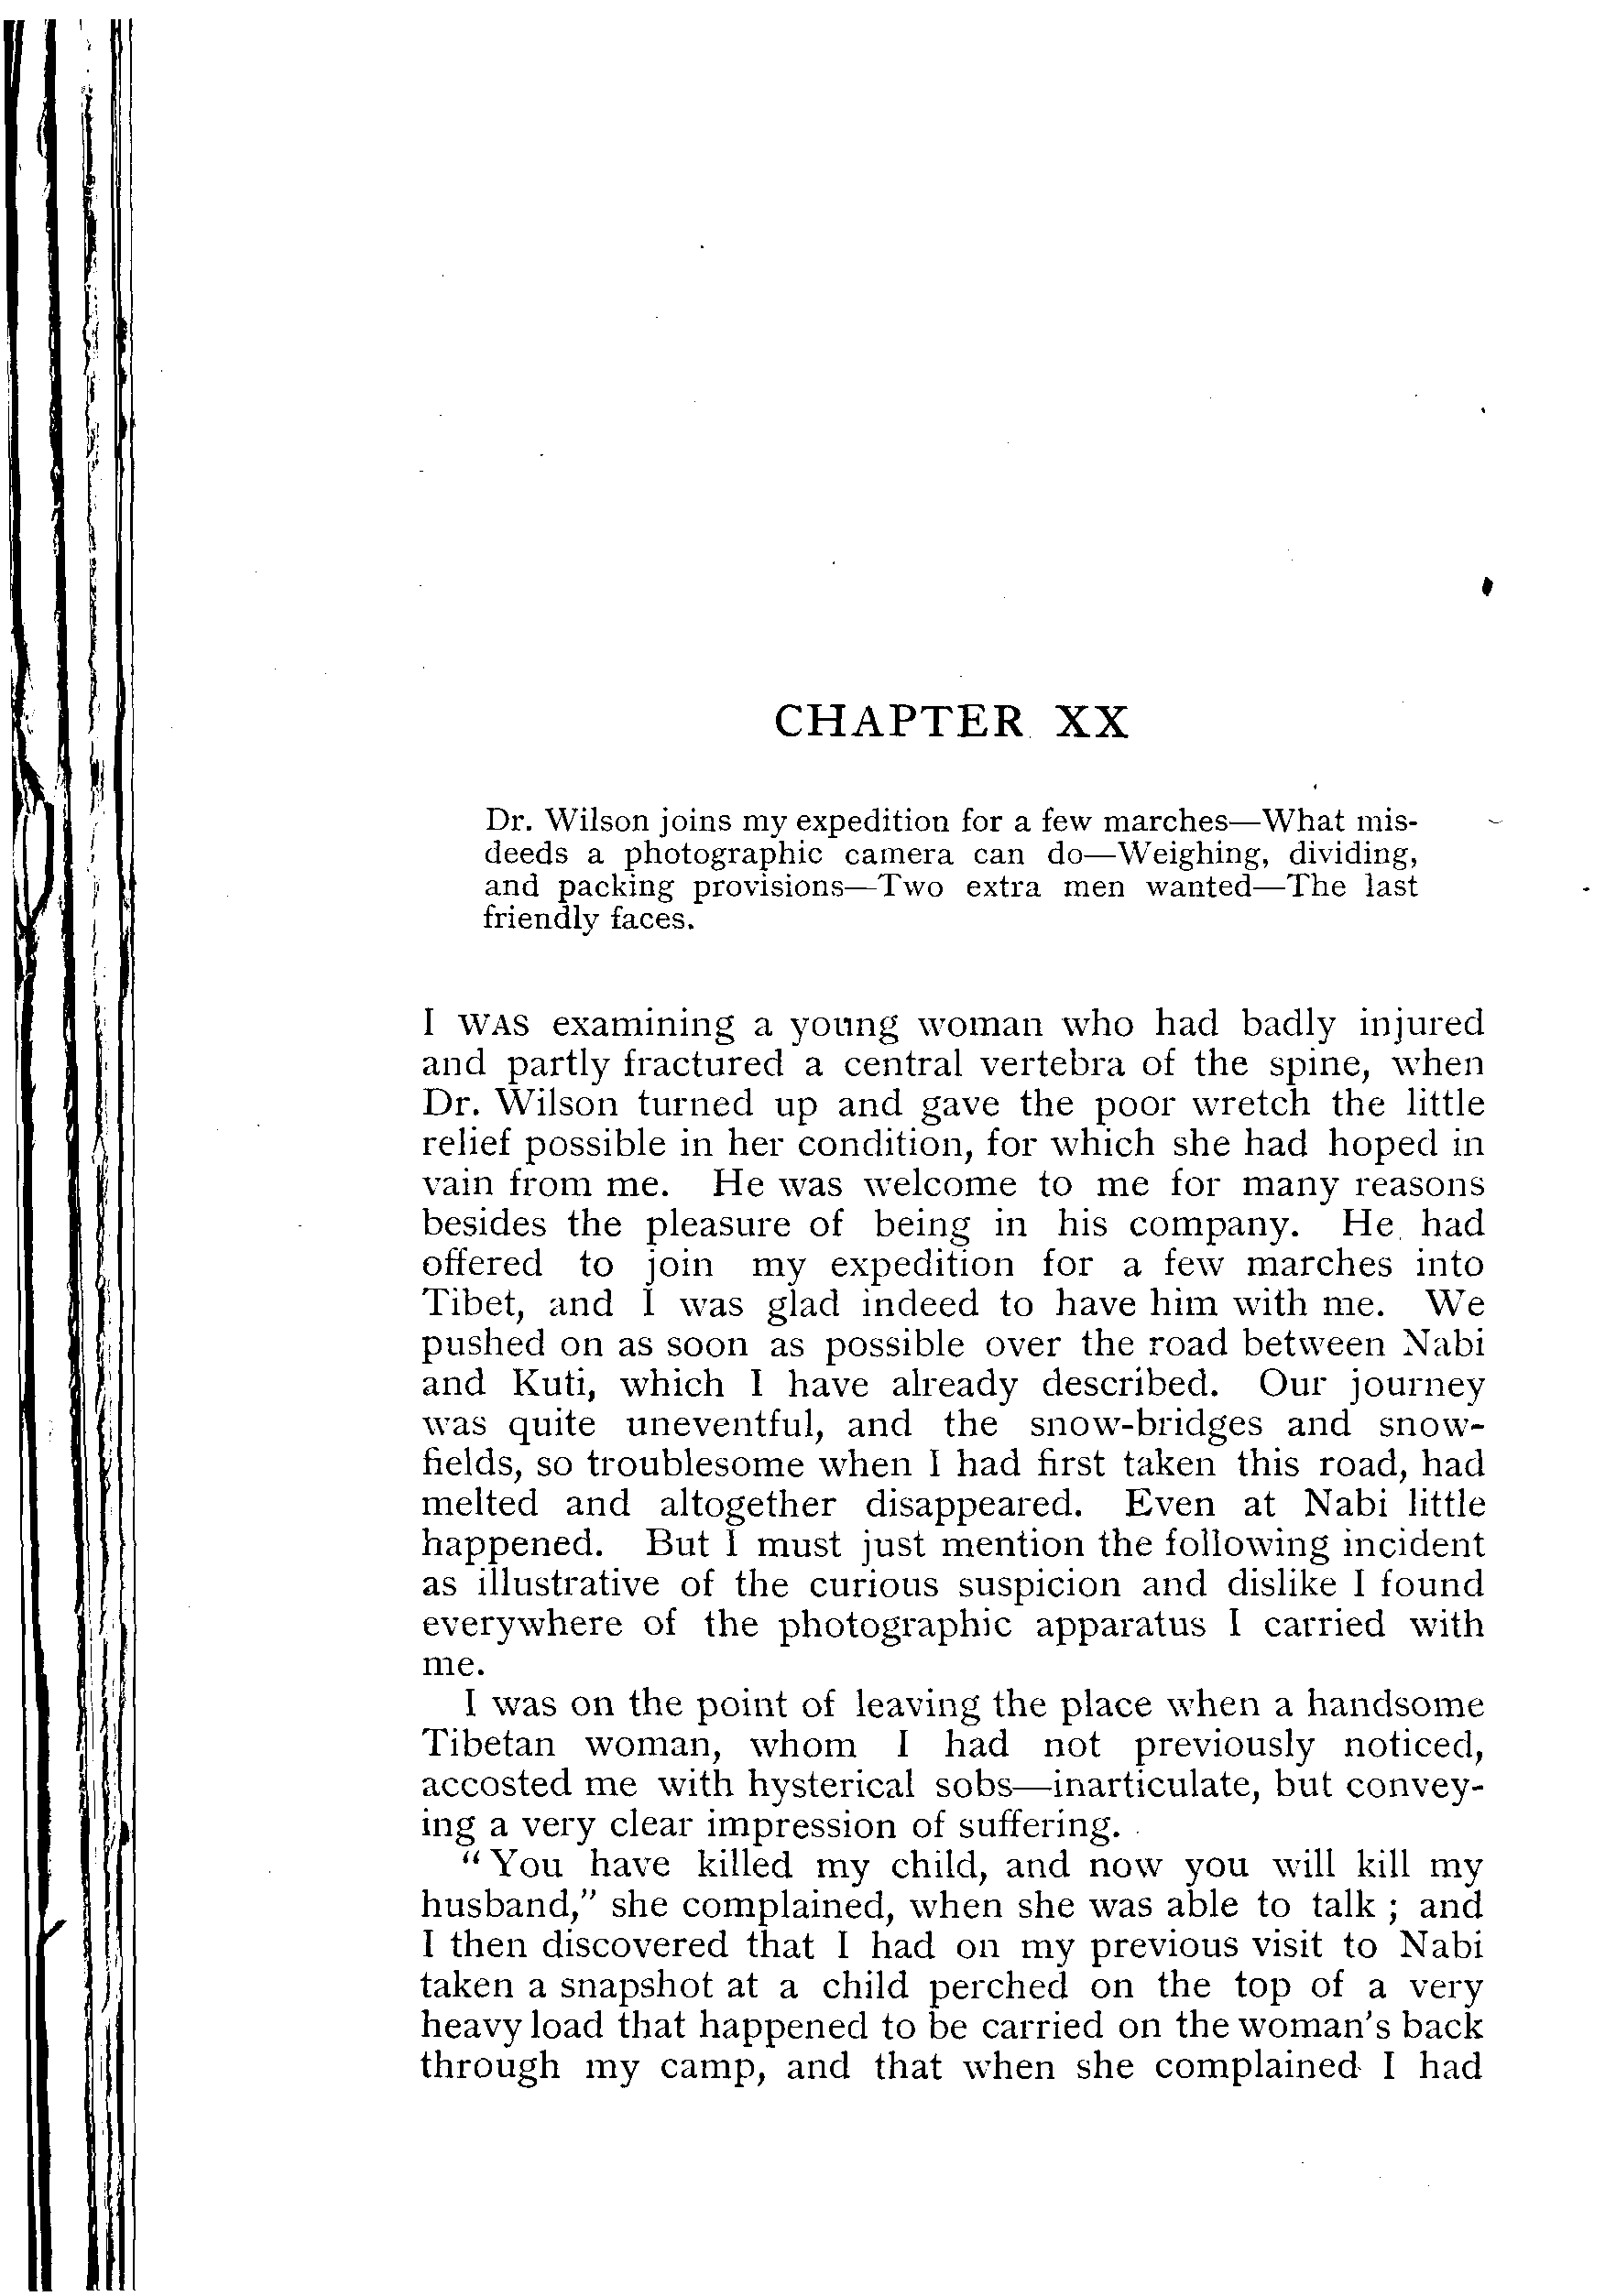 CHAPTER XX
Dr. Wilson joins my expedition for a few marches—What mis-
deeds a photographic camera can do—Weighing, dividing,
and packing provisions—Two extra men wanted—The last
friendly faces.
I WAS examining a young woman who had badly injured
and partly fractured a central vertebra of the spine, when
Dr. Wilson turned up and gave the poor wretch the little
relief possible in her condition, for which she had hoped in
vain from me. He was welcome to me for many reasons
besides the pleasure of being in his company. He had
offered to join my expedition for a few marches into
Tibet, and I was glad indeed to have him with me. We
pushed on as soon as possible over the road between Nabi
and Kuti, which I have already described. Our journey
was quite uneventful, and the snow-bridges and snow-
fields, so troublesome when I had first taken this road, had
melted and altogether disappeared. Even at Nabi little
happened. But I must just mention the following incident
as illustrative of the curious suspicion and dislike I found
everywhere of the photographic apparatus I carried with
me.
I was on the point of leaving the place when a handsome
Tibetan woman, whom I had not previously noticed,
accosted me with hysterical sobs—inarticulate, but convey-
ing a very clear impression of suffering.
"You have killed my child, and now you will kill my
husband," she complained, when she was able to talk ; and
I then discovered that I had on my previous visit to Nabi
taken a snapshot at a child perched on the top of a very
heavy load that happened to be carried on the woman's back
through my camp, and that when she complained I had